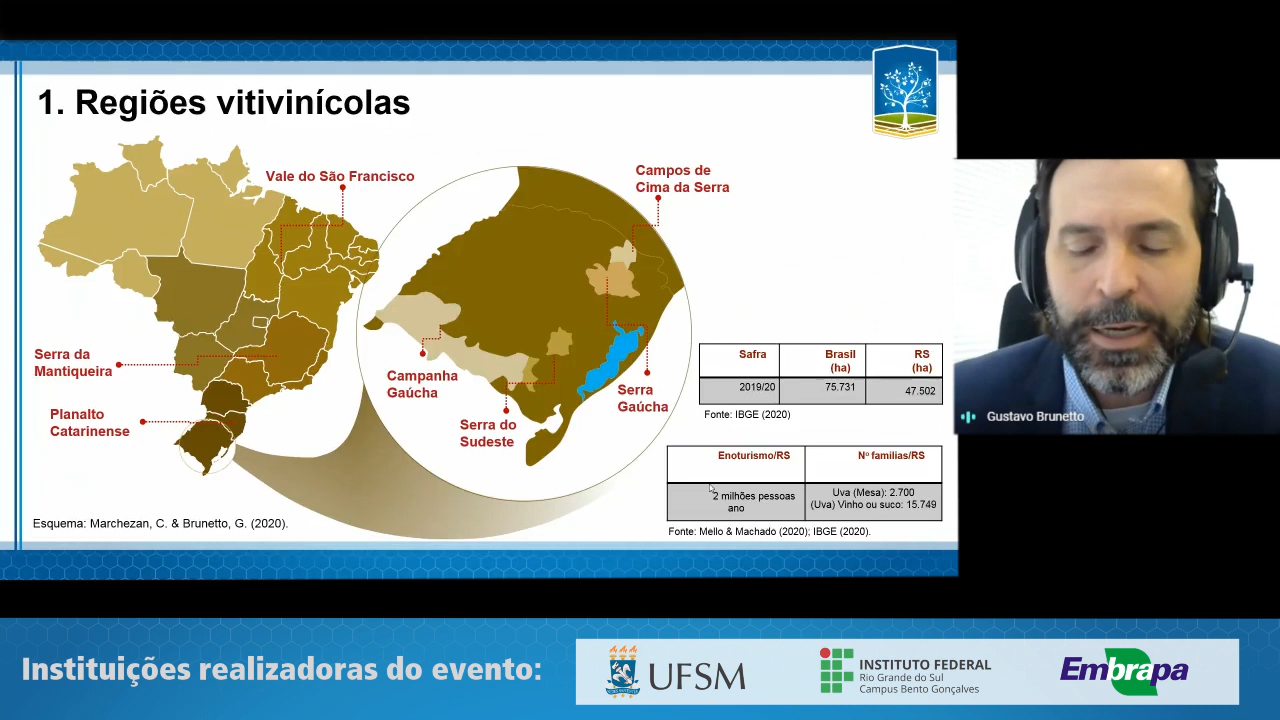 1. Regiões vitivinícolas
Vale do São Francisco
Campos de
Cima da Serra
Serra da
Mantiqueira
Planalto
Catarinense
Campanha
Gaúcha
Serra do
Sudeste
Serra
Gaúcha
Safra
Brasil
(ha)
RS
(ha)
2019/20
75.731
47.502
Fonte: IBGE (2020)
Enoturismo/RS
Nº familias/RS
2 milhões pessoas
ano
Uva (Mesa): 2.700
(Uva) Vinho ou suco: 15.749
Fonte: Mello & Machado (2020); IBGE (2020).
Esquema: Marchezan, C. & Brunetto, G. (2020).
Gustavo Brunetto
Instituições realizadoras do evento:
UFSM
INSTITUTO FEDERAL
Rio Grande do Sul
Campus Bento Gonçalves
Embrapa